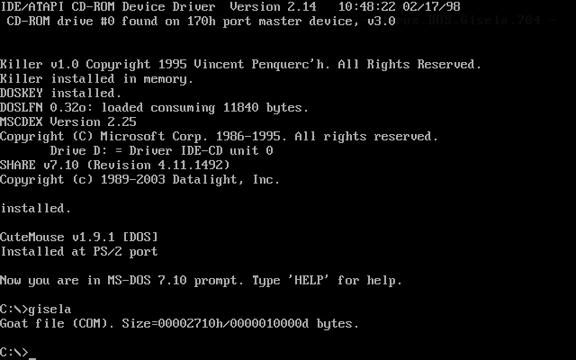 IDE/ATAPI CD-ROM Device Driver  Version 2.14   10:48:22 02/17/98
 CD-ROM drive #0 found on 170h port master device, v3.0
Killer v1.0 Copyright 1995 Vincent Penquerc'h. All Rights Reserved.
Killer installed in memory.
DOSKEY installed.
DOSLFN 0.32o: loaded consuming 11840 bytes.
MSCDEX Version 2.25
Copyright (C) Microsoft Corp. 1986-1995. All rights reserved.
        Drive D: = Driver IDE-CD unit 0
SHARE v7.10 (Revision 4.11.1492)
Copyright (c) 1989-2003 Datalight, Inc.
installed.
CuteMouse v1.9.1 [DOS]
Installed at PS/2 port
Now you are in MS-DOS 7.10 prompt. Type 'HELP' for help.
C:\>gisela
Goat file (COM). Size=00002710h/0000010000d bytes.
C:\>_